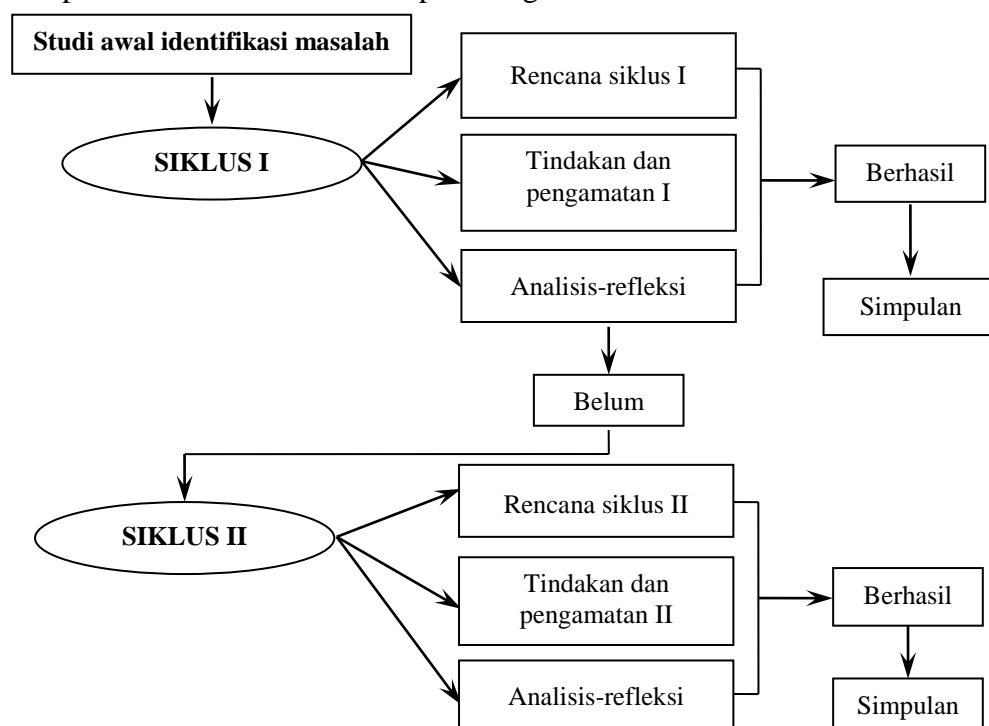 Studi awal identifikasi masalah
Rencana siklus I
SIKLUS I
Tindakan dan
pengamatan I
Berhasil
Analisis-refleksi
Simpulan
Belum
Rencana siklus II
SIKLUS II
Tindakan dan
pengamatan II
Berhasil
Analisis-refleksi
Simpulan